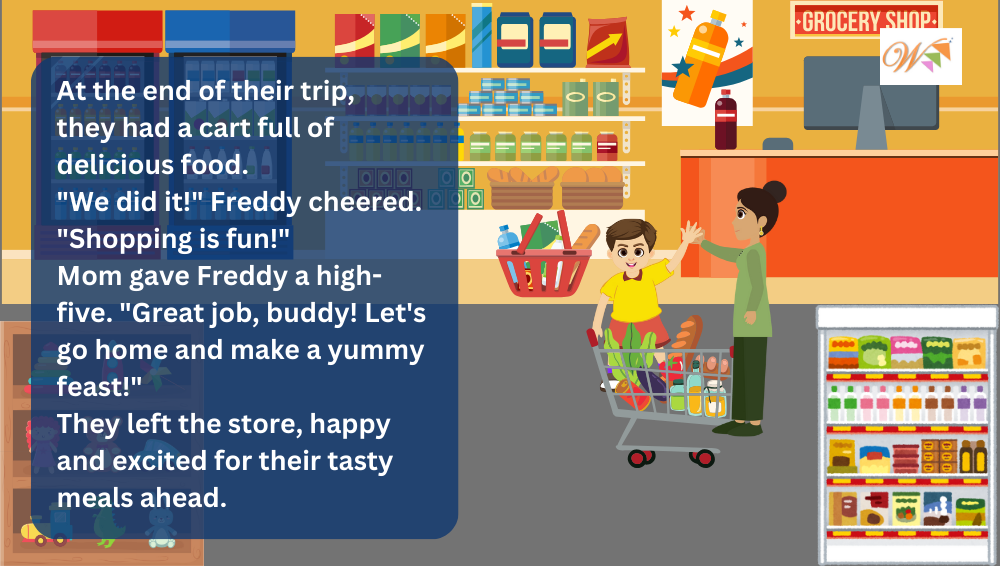 GROCERY SHOP
W
At the end of their trip,
they had a cart full of
delicious food.
"We did it!" Freddy cheered.
"Shopping is fun!"
Mom gave Freddy a high-
five. "Great job, buddy! Let's
go home and make a yummy
feast!"
They left the store, happy
and excited for their tasty
meals ahead.